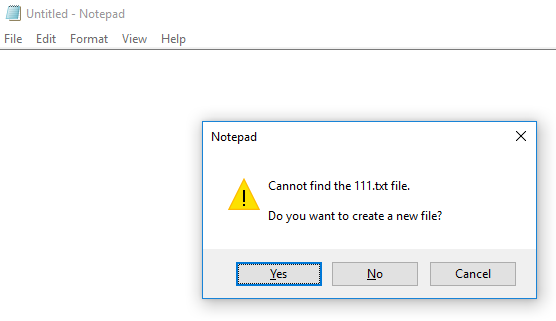 Untitled - Notepad
File Edit Format View Help
Notepad
Cannot find the 111.txt file.
Do you want to create a new file?
Yes No Cancel